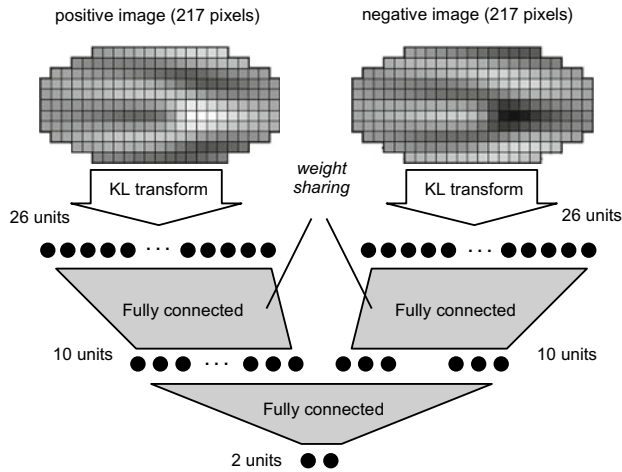 positive image (217 pixels)
negative image (217 pixels)
KL transform
weight
sharing
KL transform
26 units
26 units
· · ·
· · ·
Fully connected
Fully connected
10 units
· · ·
10 units
Fully connected
2 units